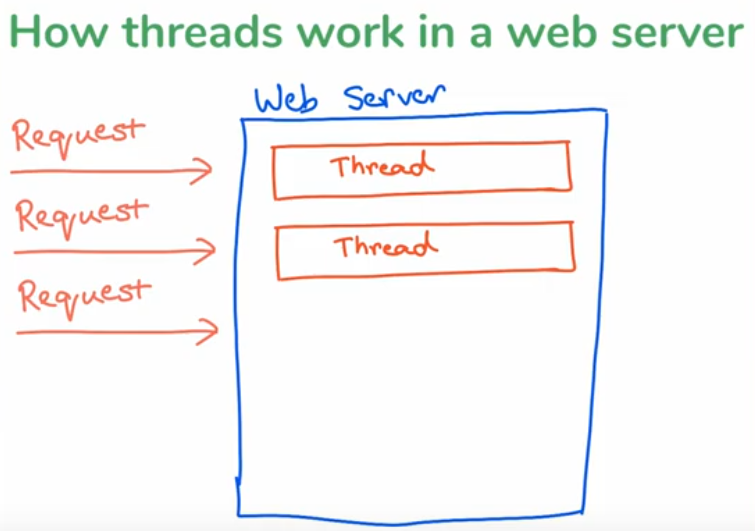 How threads work in a web server
Web Server
Request
Thread
Request
Thread
Request